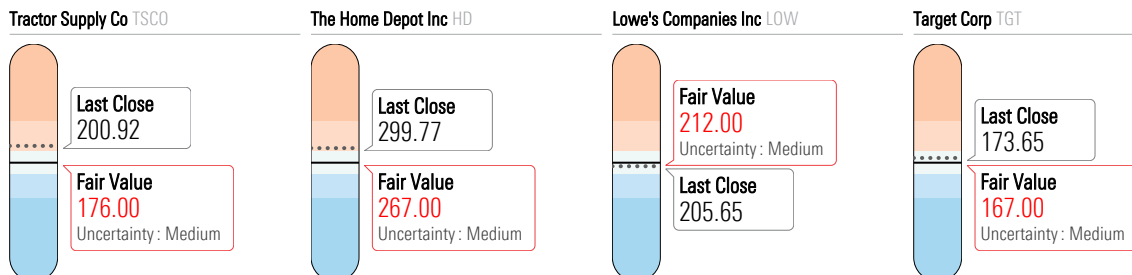 Tractor Supply Co TSCO
Last Close
200.92
Fair Value
176.00
Uncertainty : Medium
The Home Depot Inc HD
Last Close
299.77
Fair Value
267.00
Uncertainty : Medium
Lowe's Companies Inc LOW
Fair Value
212.00
Uncertainty : Medium
Last Close
205.65
Target Corp TGT
Last Close
173.65
Fair Value
167.00
Uncertainty : Medium